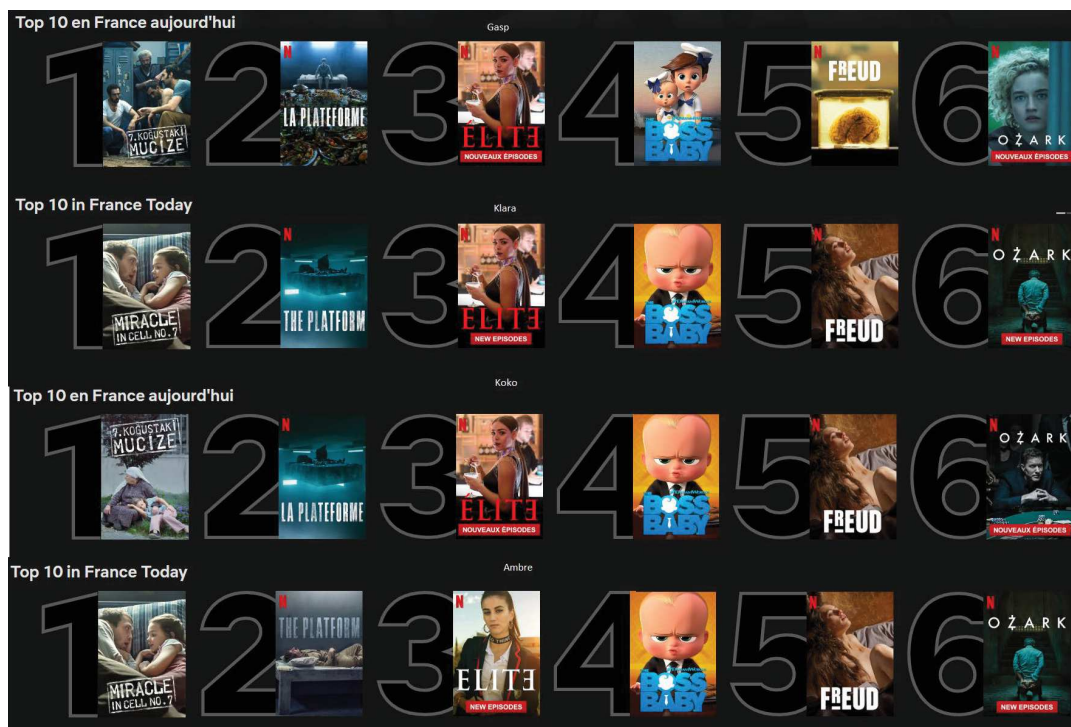 Top 10 en France aujourd'hui
Gasp
1 2 3 4 5 6
7. KOĞUŞTAKİ
MUCİZE
N
LA PLATEFORME
N
ÉLITE
NOUVEAUX ÉPISODES
BOSS
BABY
N
FREUD
N
OZARK
NOUVEAUX ÉPISODES
Top 10 in France Today
Klara
1 2 3 4 5 6
MIRACLE
IN CELL NO. 7
N
THE PLATFORM
N
ÉLITE
NEW EPISODES
BOSS
BABY
N
FREUD
N
OZARK
NEW EPISODES
Top 10 en France aujourd'hui
Koko
1 2 3 4 5 6
7. KOĞUŞTAKİ
MUCİZE
N
LA PLATEFORME
N
ÉLITE
NOUVEAUX ÉPISODES
BOSS
BABY
N
FREUD
N
OZARK
NOUVEAUX ÉPISODES
Top 10 in France Today
Ambre
1 2 3 4 5 6
MIRACLE
IN CELL NO. 7
N
THE PLATFORM
N
ELITE
NEW EPISODES
BOSS
BABY
N
FREUD
N
OZARK
NEW EPISODES